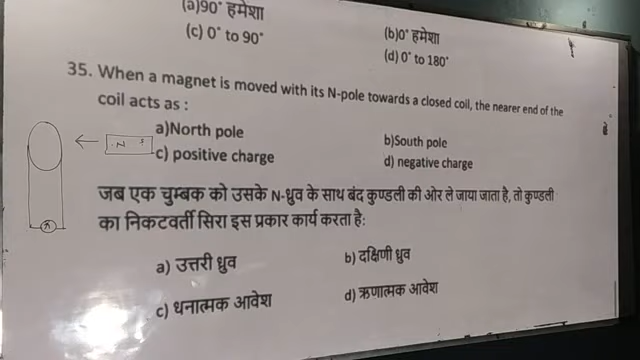 (a)90° हमेशा
(b)0° हमेशा
(c) 0° to 90°
(d) 0° to 180°
35. When a magnet is moved with its N-pole towards a closed coil, the nearer end of the
coil acts as :
a)North pole
b)South pole
c) positive charge
d) negative charge
N
जब एक चुम्बक को उसके N-ध्रुव के साथ बंद कुण्डली की ओर ले जाया जाता है, तो कुण्डली
का निकटवर्ती सिरा इस प्रकार कार्य करता है:
a) उत्तरी ध्रुव
b) दक्षिणी ध्रुव
c) धनात्मक आवेश
d) ऋणात्मक आवेश